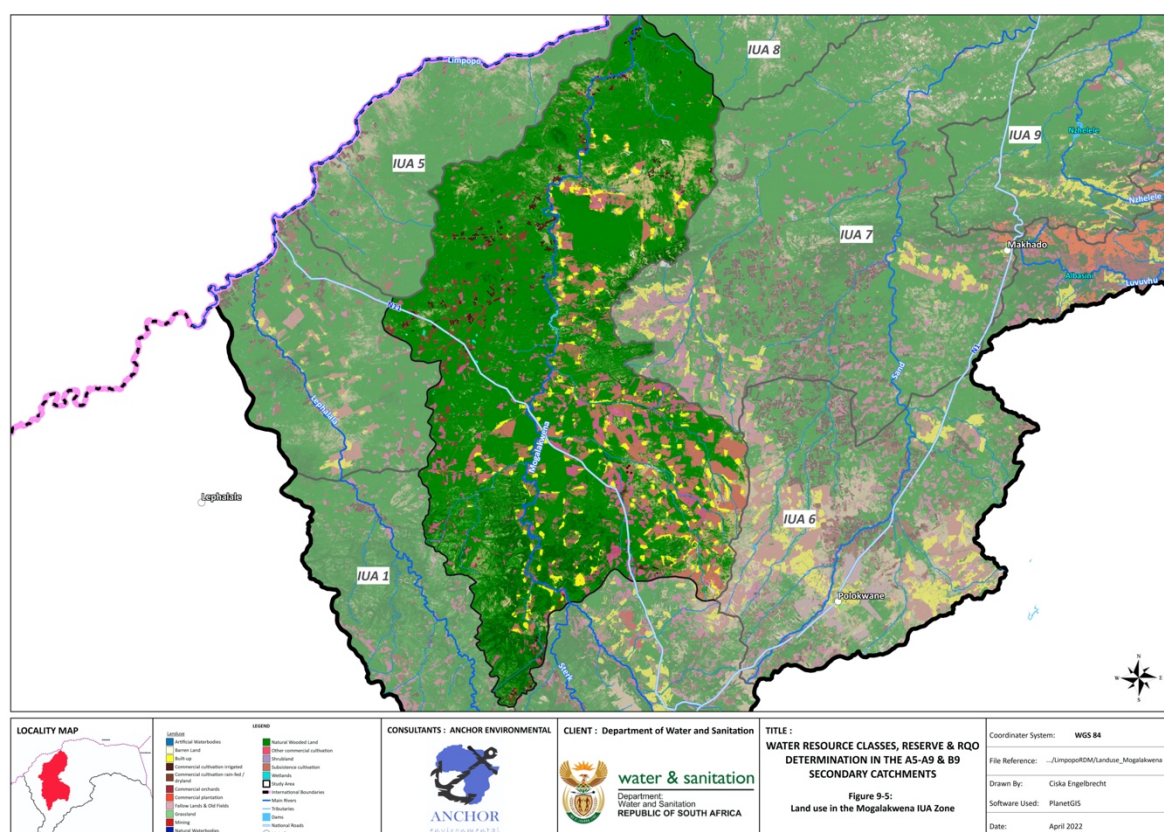 Limpopo
IUA 8
IUA 5
IUA 9
Nzhelele
Nzhelele
IUA 7
Makhado
Albasini
Luvuvhu
N11
N1
Sand
Lephalala
Mogalakwena
Lephalale
IUA 6
IUA 1
Polokwane
Sterk
N
W E
S
LOCALITY MAP
LEGEND
Landuse
Artificial Waterbodies
Barren Land
Built-up
Commercial cultivation irrigated
Commercial cultivation rain-fed /
dryland
Commercial orchards
Commercial plantation
Fallow Lands & Old Fields
Grassland
Mining
Natural Waterbodies
Natural Wooded Land
Other commercial cultivation
Shrubland
Subsistence cultivation
Wetlands
Study Area
International Boundaries
Main Rivers
Tributaries
Dams
National Roads
CONSULTANTS : ANCHOR ENVIRONMENTAL
ANCHOR
environmental
CLIENT : Department of Water and Sanitation
water & sanitation
Department:
Water and Sanitation
REPUBLIC OF SOUTH AFRICA
TITLE :
WATER RESOURCE CLASSES, RESERVE & RQO
DETERMINATION IN THE A5-A9 & B9
SECONDARY CATCHMENTS
Figure 9-5:
Land use in the Mogalakwena IUA Zone
Coordinater System: WGS 84
File Reference: .../LimpopoRDM/Landuse_Mogalakwena
Drawn By: Ciska Engelbrecht
Software Used: PlanetGIS
Date: April 2022